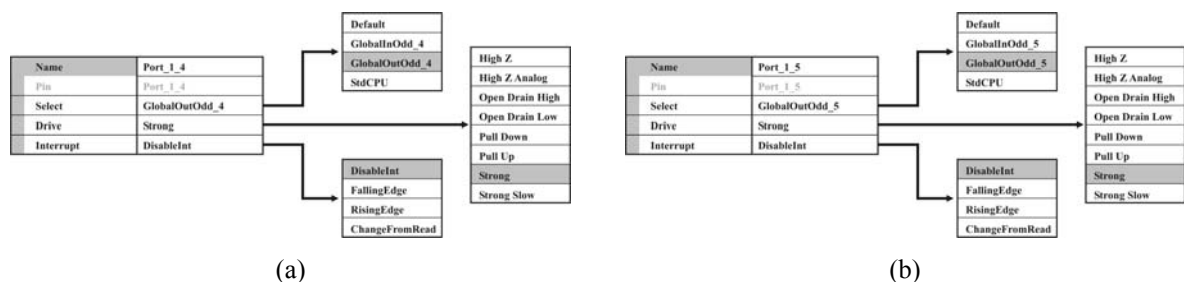 Name Port_1_4
Pin Port_1_4
Select GlobalOutOdd_4
Drive Strong
Interrupt DisableInt
Default
GlobalInOdd_4
GlobalOutOdd_4
StdCPU
High Z
High Z Analog
Open Drain High
Open Drain Low
Pull Down
Pull Up
Strong
Strong Slow
DisableInt
FallingEdge
RisingEdge
ChangeFromRead
(a)
Name Port_1_5
Pin Port_1_5
Select GlobalOutOdd_5
Drive Strong
Interrupt DisableInt
Default
GlobalInOdd_5
GlobalOutOdd_5
StdCPU
High Z
High Z Analog
Open Drain High
Open Drain Low
Pull Down
Pull Up
Strong
Strong Slow
DisableInt
FallingEdge
RisingEdge
ChangeFromRead
(b)